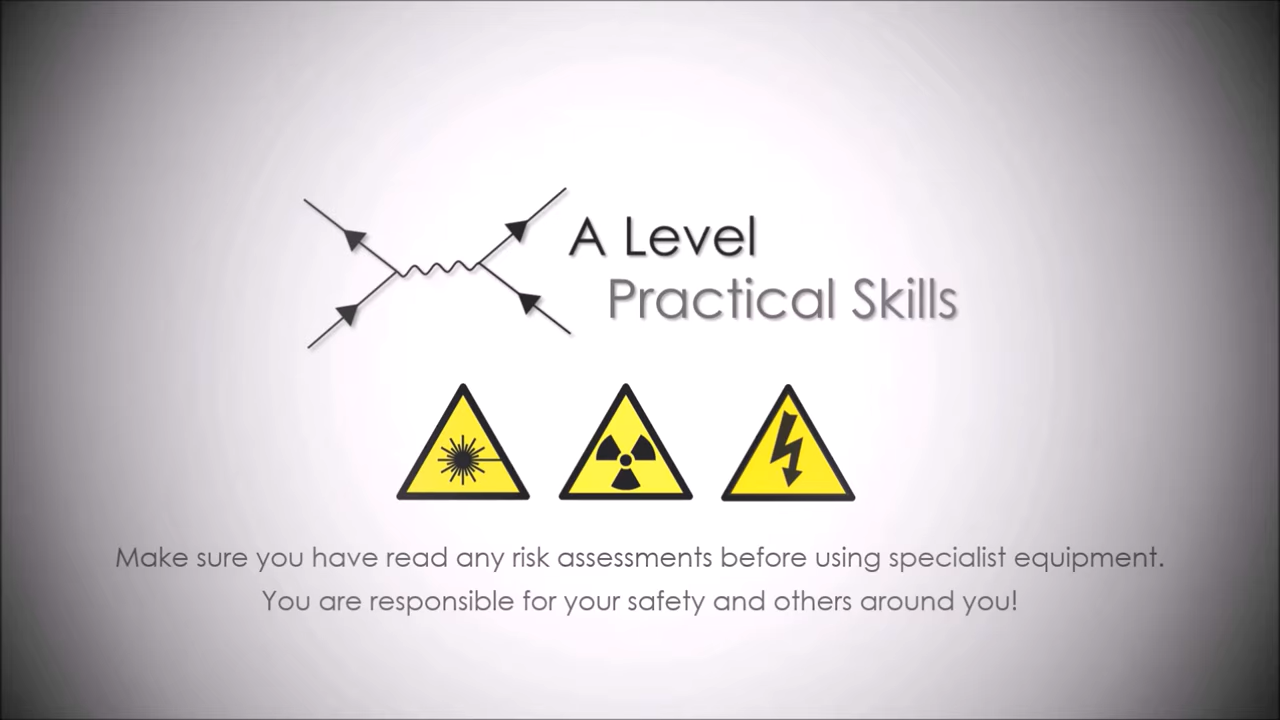 A Level
Practical Skills
Make sure you have read any risk assessments before using specialist equipment.
You are responsible for your safety and others around you!